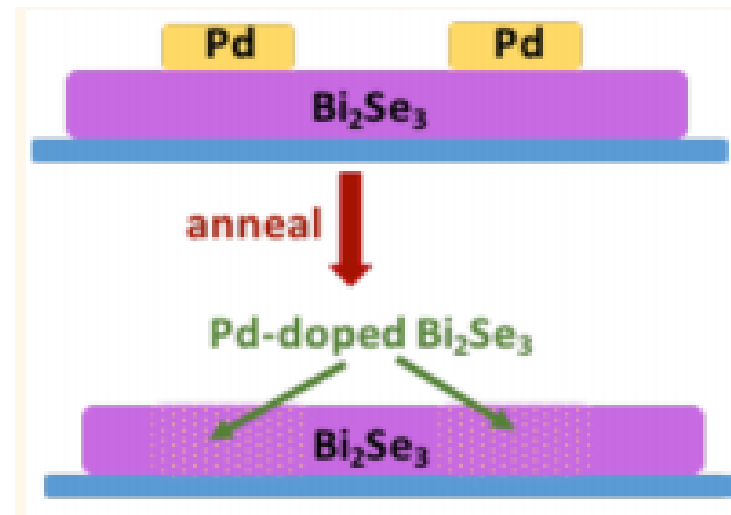 Pd Pd
Bi₂Se₃
anneal
Pd-doped Bi₂Se₃
Bi₂Se₃